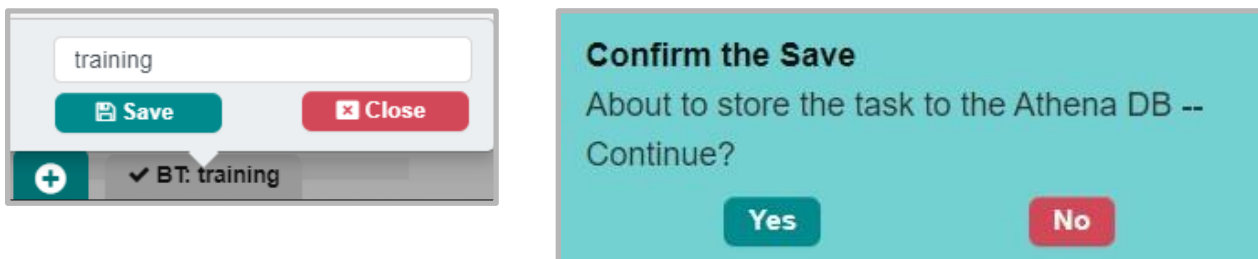 training
Save
Close
BT: training
Confirm the Save
About to store the task to the Athena DB --
Continue?
Yes
No